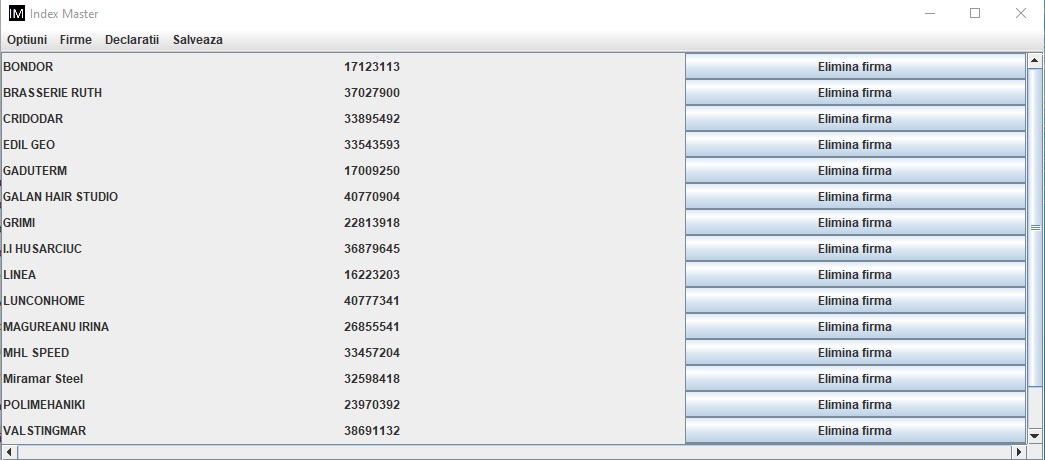 IM Index Master
Optiuni Firme Declaratii Salveaza
BONDOR 17123113 Elimina firma
BRASSERIE RUTH 37027900 Elimina firma
CRIDODAR 33895492 Elimina firma
EDIL GEO 33543593 Elimina firma
GADUTERM 17009250 Elimina firma
GALAN HAIR STUDIO 40770904 Elimina firma
GRIMI 22813918 Elimina firma
I.I HUSARCIUC 36879645 Elimina firma
LINEA 16223203 Elimina firma
LUNCONHOME 40777341 Elimina firma
MAGUREANU IRINA 26855541 Elimina firma
MHL SPEED 33457204 Elimina firma
Miramar Steel 32598418 Elimina firma
POLIMEHANIKI 23970392 Elimina firma
VALSTINGMAR 38691132 Elimina firma